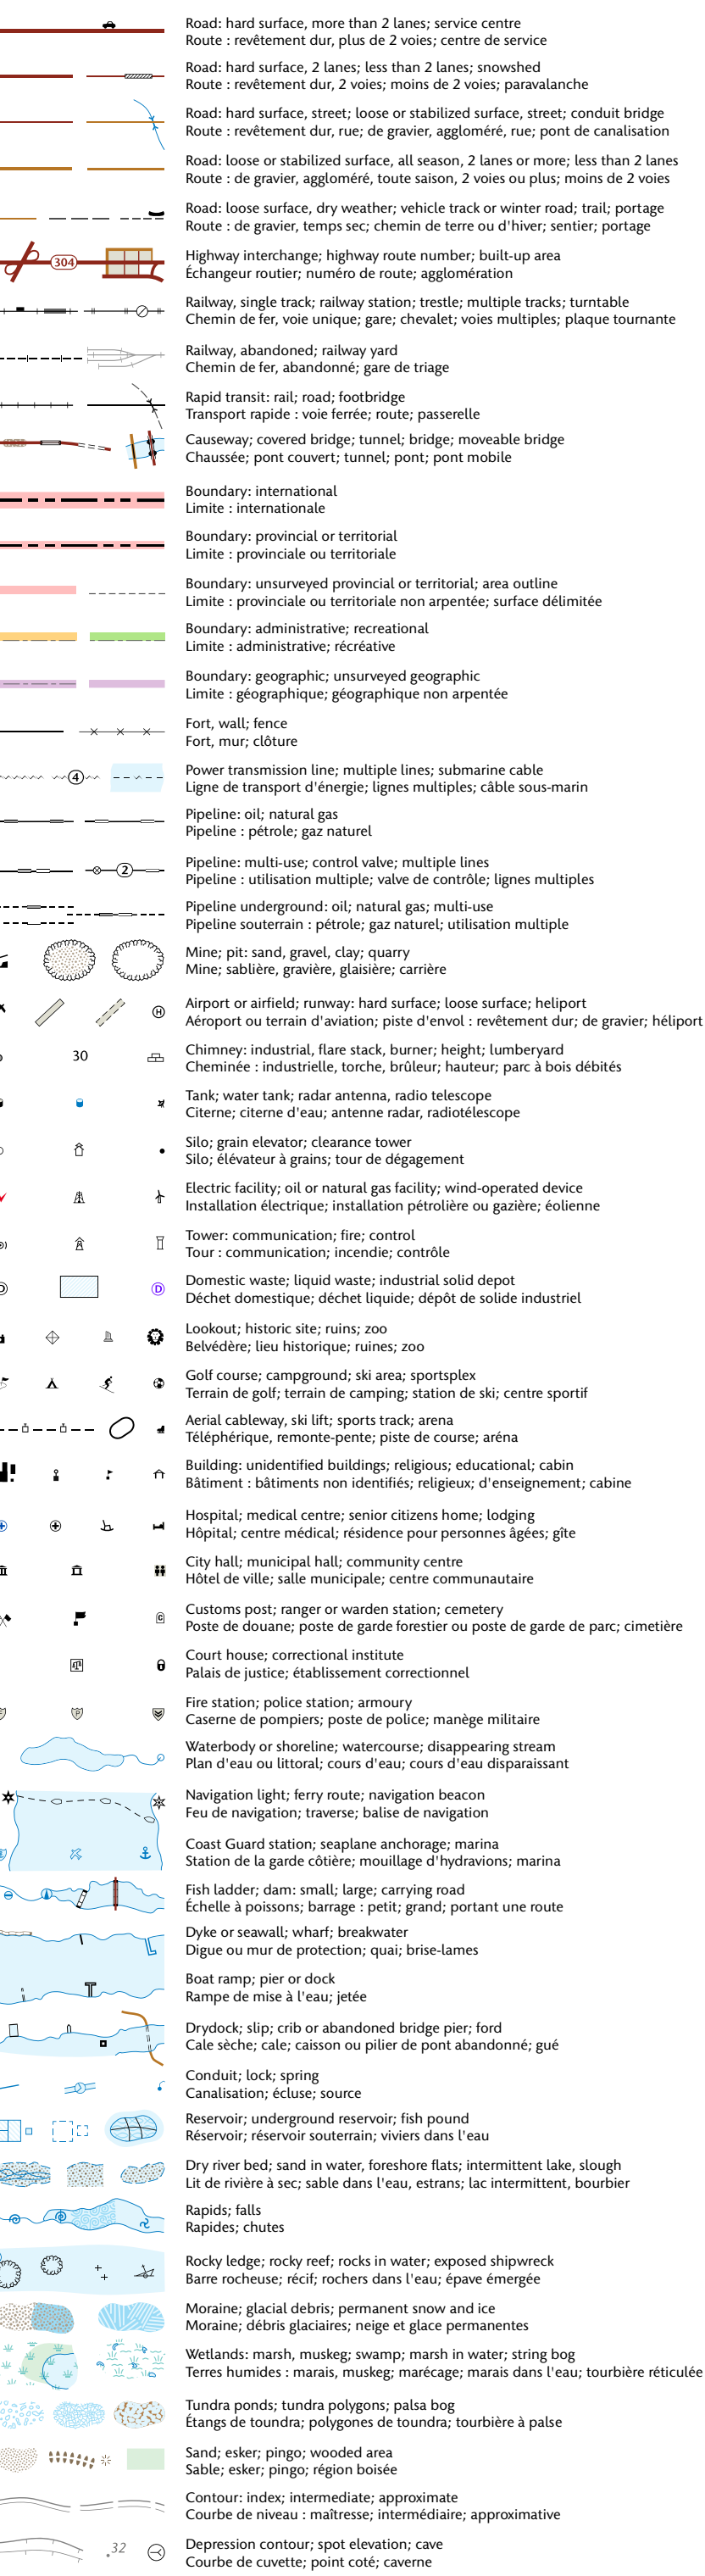 Road: hard surface, more than 2 lanes; service centre
Route : revêtement dur, plus de 2 voies; centre de service
Road: hard surface, 2 lanes; less than 2 lanes; snowshed
Route : revêtement dur, 2 voies; moins de 2 voies; paravalanche
Road: hard surface, street; loose or stabilized surface, street; conduit bridge
Route : revêtement dur, rue; de gravier, aggloméré, rue; pont de canalisation
Road: loose or stabilized surface, all season, 2 lanes or more; less than 2 lanes
Route : de gravier, aggloméré, toute saison, 2 voies ou plus; moins de 2 voies
Road: loose surface, dry weather; vehicle track or winter road; trail; portage
Route : de gravier, temps sec; chemin de terre ou d'hiver; sentier; portage
304
Highway interchange; highway route number; built-up area
Échangeur routier; numéro de route; agglomération
Railway, single track; railway station; trestle; multiple tracks; turntable
Chemin de fer, voie unique; gare; chevalet; voies multiples; plaque tournante
Railway, abandoned; railway yard
Chemin de fer, abandonné; gare de triage
Rapid transit: rail; road; footbridge
Transport rapide : voie ferrée; route; passerelle
Causeway; covered bridge; tunnel; bridge; moveable bridge
Chaussée; pont couvert; tunnel; pont; pont mobile
Boundary: international
Limite : internationale
Boundary: provincial or territorial
Limite : provinciale ou territoriale
Boundary: unsurveyed provincial or territorial; area outline
Limite : provinciale ou territoriale non arpentée; surface délimitée
Boundary: administrative; recreational
Limite : administrative; récréative
Boundary: geographic; unsurveyed geographic
Limite : géographique; géographique non arpentée
Fort, wall; fence
Fort, mur; clôture
4
Power transmission line; multiple lines; submarine cable
Ligne de transport d'énergie; lignes multiples; câble sous-marin
Pipeline: oil; natural gas
Pipeline : pétrole; gaz naturel
2
Pipeline: multi-use; control valve; multiple lines
Pipeline : utilisation multiple; valve de contrôle; lignes multiples
Pipeline underground: oil; natural gas; multi-use
Pipeline souterrain : pétrole; gaz naturel; utilisation multiple
Mine; pit: sand, gravel, clay; quarry
Mine; sablière, gravière, glaisière; carrière
H
Airport or airfield; runway: hard surface; loose surface; heliport
Aéroport ou terrain d'aviation; piste d'envol : revêtement dur; de gravier; héliport
30
Chimney: industrial, flare stack, burner; height; lumberyard
Cheminée : industrielle, torche, brûleur; hauteur; parc à bois débités
Tank; water tank; radar antenna, radio telescope
Citerne; citerne d'eau; antenne radar, radiotélescope
Silo; grain elevator; clearance tower
Silo; élévateur à grains; tour de dégagement
Electric facility; oil or natural gas facility; wind-operated device
Installation électrique; installation pétrolière ou gazière; éolienne
Tower: communication; fire; control
Tour : communication; incendie; contrôle
D D
Domestic waste; liquid waste; industrial solid depot
Déchet domestique; déchet liquide; dépôt de solide industriel
Lookout; historic site; ruins; zoo
Belvédère; lieu historique; ruines; zoo
Golf course; campground; ski area; sportsplex
Terrain de golf; terrain de camping; station de ski; centre sportif
Aerial cableway, ski lift; sports track; arena
Téléphérique, remonte-pente; piste de course; aréna
Building: unidentified buildings; religious; educational; cabin
Bâtiment : bâtiments non identifiés; religieux; d'enseignement; cabine
Hospital; medical centre; senior citizens home; lodging
Hôpital; centre médical; résidence pour personnes âgées; gîte
City hall; municipal hall; community centre
Hôtel de ville; salle municipale; centre communautaire
C
Customs post; ranger or warden station; cemetery
Poste de douane; poste de garde forestier ou poste de garde de parc; cimetière
Court house; correctional institute
Palais de justice; établissement correctionnel
P
Fire station; police station; armoury
Caserne de pompiers; poste de police; manège militaire
Waterbody or shoreline; watercourse; disappearing stream
Plan d'eau ou littoral; cours d'eau; cours d'eau disparaissant
Navigation light; ferry route; navigation beacon
Feu de navigation; traverse; balise de navigation
Coast Guard station; seaplane anchorage; marina
Station de la garde côtière; mouillage d'hydravions; marina
Fish ladder; dam: small; large; carrying road
Échelle à poissons; barrage : petit; grand; portant une route
Dyke or seawall; wharf; breakwater
Digue ou mur de protection; quai; brise-lames
Boat ramp; pier or dock
Rampe de mise à l'eau; jetée
Drydock; slip; crib or abandoned bridge pier; ford
Cale sèche; cale; caisson ou pilier de pont abandonné; gué
Conduit; lock; spring
Canalisation; écluse; source
Reservoir; underground reservoir; fish pound
Réservoir; réservoir souterrain; viviers dans l'eau
Dry river bed; sand in water, foreshore flats; intermittent lake, slough
Lit de rivière à sec; sable dans l'eau, estrans; lac intermittent, bourbier
Rapids; falls
Rapides; chutes
Rocky ledge; rocky reef; rocks in water; exposed shipwreck
Barre rocheuse; récif; rochers dans l'eau; épave émergée
Moraine; glacial debris; permanent snow and ice
Moraine; débris glaciaires; neige et glace permanentes
Wetlands: marsh, muskeg; swamp; marsh in water; string bog
Terres humides : marais, muskeg; marécage; marais dans l'eau; tourbière réticulée
Tundra ponds; tundra polygons; palsa bog
Étangs de toundra; polygones de toundra; tourbière à palse
Sand; esker; pingo; wooded area
Sable; esker; pingo; région boisée
Contour: index; intermediate; approximate
Courbe de niveau : maîtresse; intermédiaire; approximative
.32
Depression contour; spot elevation; cave
Courbe de cuvette; point coté; caverne